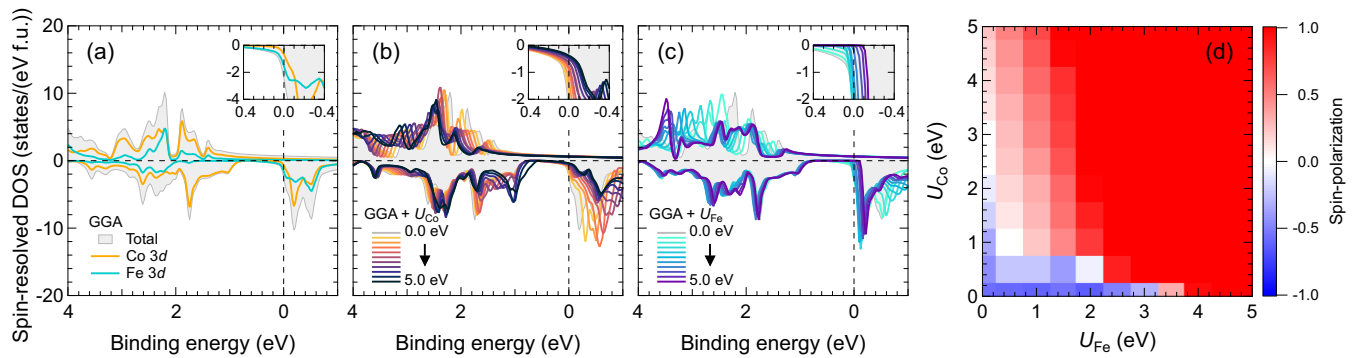 Spin-resolved DOS (states/(eV f.u.))
20
10
0
-10
-20
(a)
0
-2
-4
0.4 0.0 -0.4
GGA
Total
Co 3d
Fe 3d
4 2 0
Binding energy (eV)
(b)
0
-1
-2
0.4 0.0 -0.4
GGA + UCo
0.0 eV
5.0 eV
4 2 0
Binding energy (eV)
(c)
0
-1
-2
0.4 0.0 -0.4
GGA + UFe
0.0 eV
5.0 eV
4 2 0
Binding energy (eV)
(d)
UCo (eV)
5
4
3
2
1
0
0 1 2 3 4 5
UFe (eV)
1.0
0.5
0.0
-0.5
-1.0
Spin-polarization